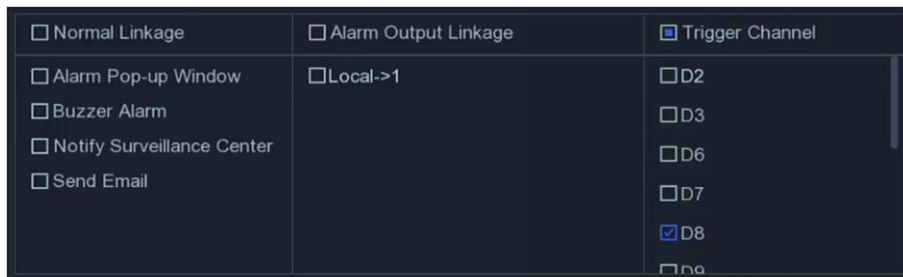 Normal Linkage
Alarm Output Linkage
Trigger Channel
Alarm Pop-up Window
Buzzer Alarm
Notify Surveillance Center
Send Email
Local->1
D2
D3
D6
D7
D8
D9